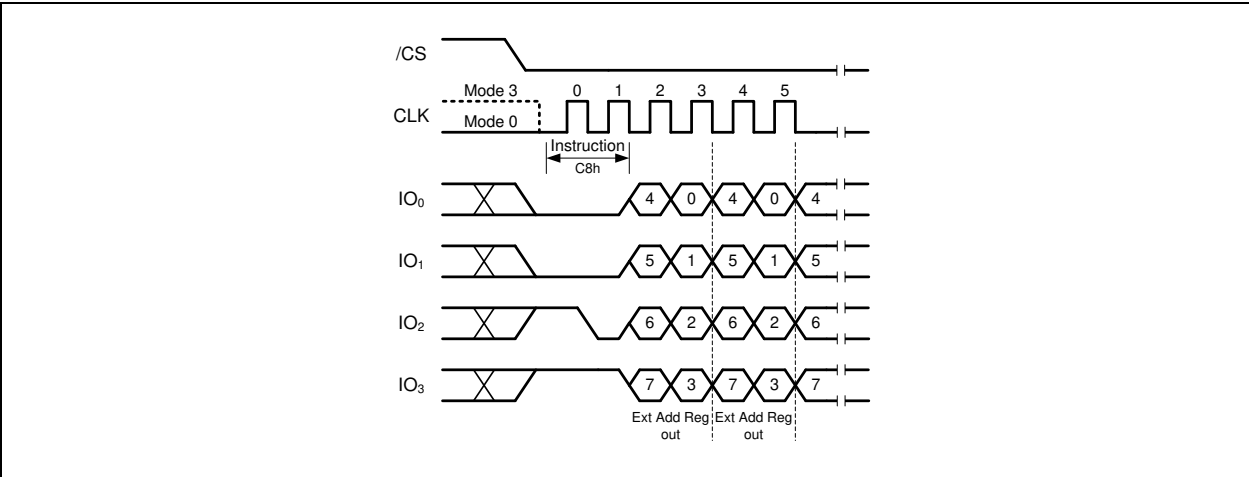 /CS
Mode 3
0 1 2 3 4 5
CLK
Mode 0
Instruction
C8h
IO₀
4 0 4 0 4
IO₁
5 1 5 1 5
IO₂
6 2 6 2 6
IO₃
7 3 7 3 7
Ext Add Reg Ext Add Reg
out out